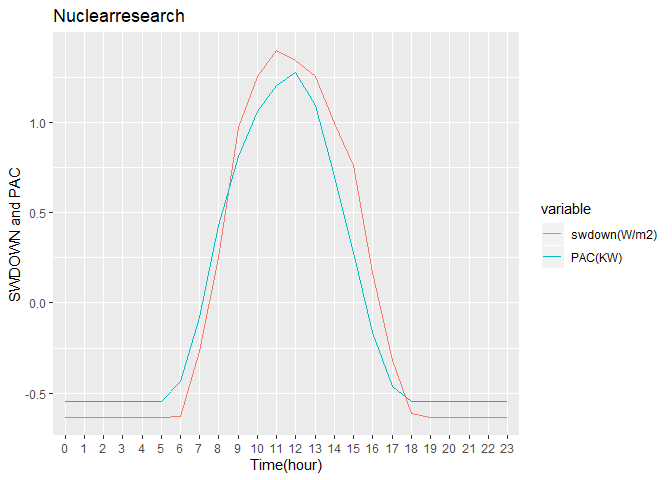 Nuclearresearch
SWDOWN and PAC
1.0
0.5
0.0
-0.5
0 1 2 3 4 5 6 7 8 9 10 11 12 13 14 15 16 17 18 19 20 21 22 23
Time(hour)
variable
swdown(W/m2)
PAC(KW)